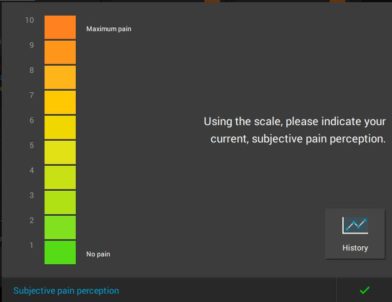 10
Maximum pain
9
8
7
Using the scale, please indicate your
6
current, subjective pain perception.
5
4
3
2
1
No pain
History
Subjective pain perception